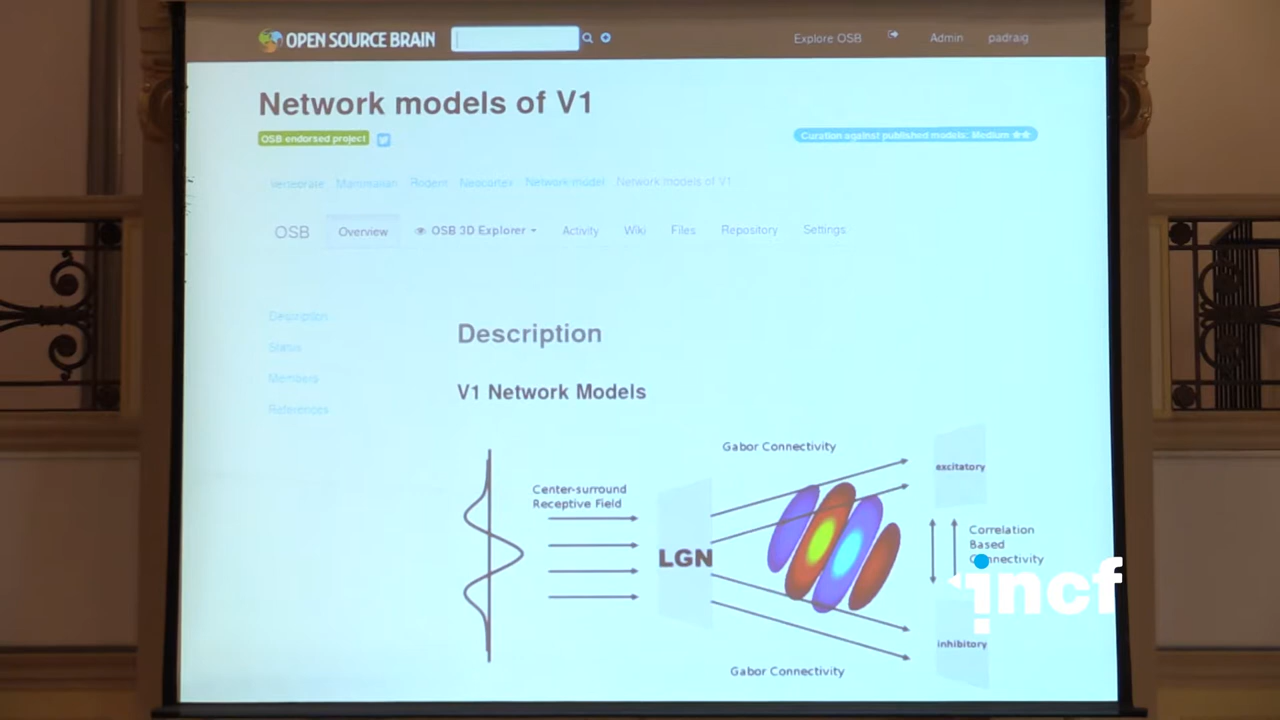 OPEN SOURCE BRAIN
Explore OSB
Admin
padraig
Network models of V1
OSB endorsed project
Curation against published models: Medium
vertebrate Mammalian Rodent Neocortex Network model Network models of V1
OSB Overview OSB 3D Explorer Activity Wiki Files Repository Settings
Description
Status
Members
References
Description
V1 Network Models
Center-surround
Receptive Field
LGN
Gabor Connectivity
Gabor Connectivity
excitatory
Correlation
Based
Connectivity
inhibitory
incf